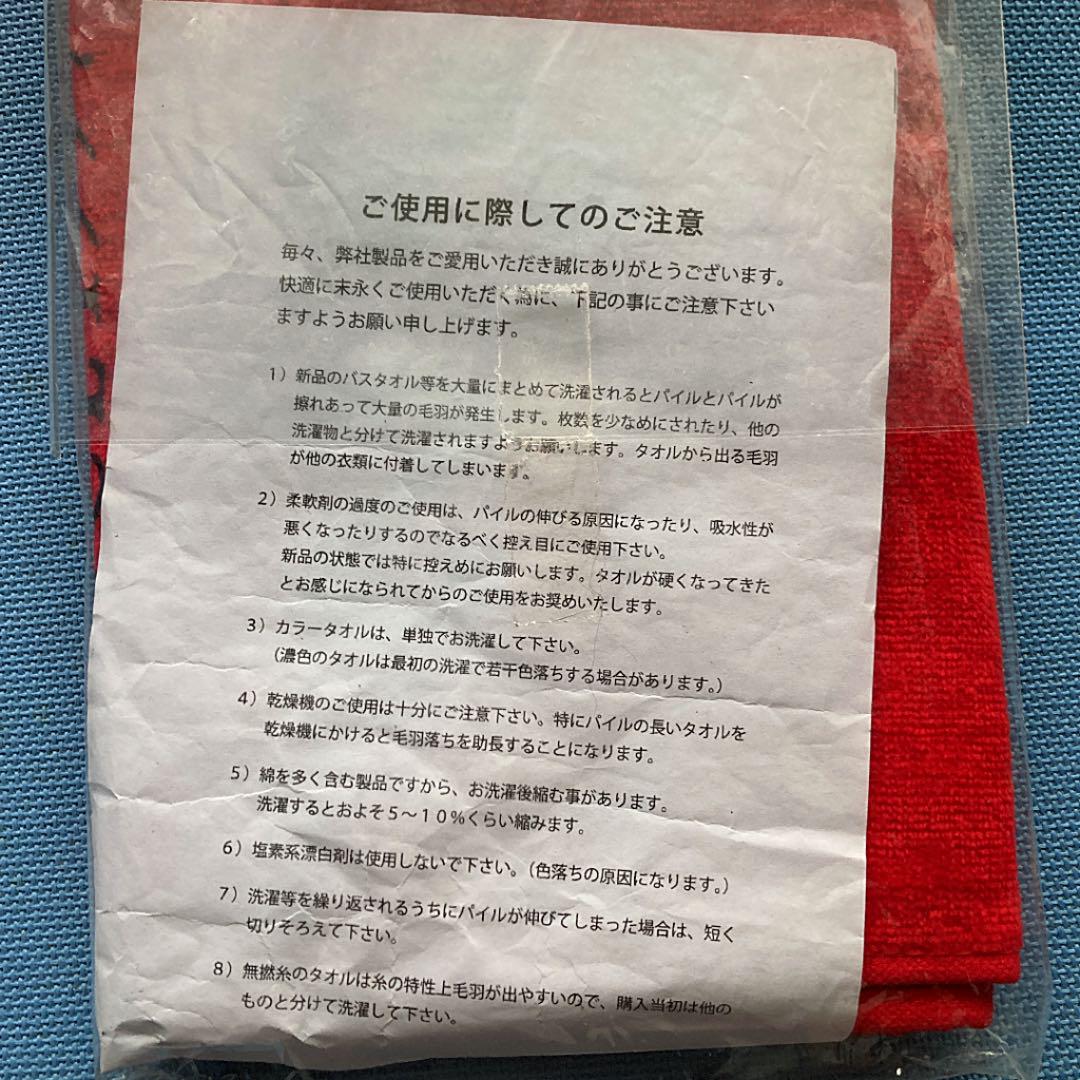 ご使用に際してのご注意
毎々、弊社製品をご愛用いただき誠にありがとうございます。
快適に末永くご使用いただく為に、下記の事にご注意下さい
ますようお願い申し上げます。
1）新品のバスタオル等を大量にまとめて洗濯されるとパイルとパイルが
擦れあって大量の毛羽が発生します。枚数を少なめにされたり、他の
洗濯物と分けて洗濯されますようお願いします。タオルから出る毛羽
が他の衣類に付着してしまいます。
2）柔軟剤の過度のご使用は、パイルの伸びる原因になったり、吸水性が
悪くなったりするのでなるべく控え目にご使用下さい。
新品の状態では特に控えめにお願いします。タオルが硬くなってきた
とお感じになられてからのご使用をお奨めいたします。
3）カラータオルは、単独でお洗濯して下さい。
（濃色のタオルは最初の洗濯で若干色落ちする場合があります。）
4）乾燥機のご使用は十分にご注意下さい。特にパイルの長いタオルを
乾燥機にかけると毛羽落ちを助長することになります。
5）綿を多く含む製品ですから、お洗濯後縮む事があります。
洗濯するとおよそ５～１０％くらい縮みます。
6）塩素系漂白剤は使用しないで下さい。（色落ちの原因になります。）
7）洗濯等を繰り返されるうちにパイルが伸びてしまった場合は、短く
切りそろえて下さい。
8）無撚糸のタオルは糸の特性上毛羽が出やすいので、購入当初は他の
ものと分けて洗濯して下さい。